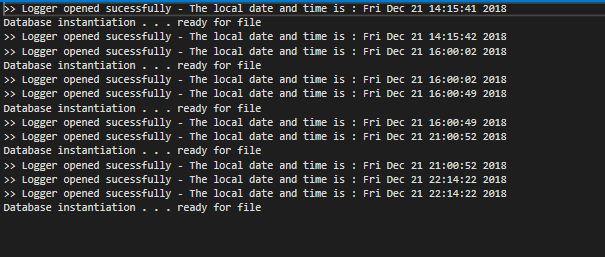 >> Logger opened sucessfully - The local date and time is : Fri Dec 21 14:15:41 2018
Database instantiation . . . ready for file
>> Logger opened sucessfully - The local date and time is : Fri Dec 21 14:15:42 2018
>> Logger opened sucessfully - The local date and time is : Fri Dec 21 16:00:02 2018
Database instantiation . . . ready for file
>> Logger opened sucessfully - The local date and time is : Fri Dec 21 16:00:02 2018
>> Logger opened sucessfully - The local date and time is : Fri Dec 21 16:00:49 2018
Database instantiation . . . ready for file
>> Logger opened sucessfully - The local date and time is : Fri Dec 21 16:00:49 2018
>> Logger opened sucessfully - The local date and time is : Fri Dec 21 21:00:52 2018
Database instantiation . . . ready for file
>> Logger opened sucessfully - The local date and time is : Fri Dec 21 21:00:52 2018
>> Logger opened sucessfully - The local date and time is : Fri Dec 21 22:14:22 2018
>> Logger opened sucessfully - The local date and time is : Fri Dec 21 22:14:22 2018
Database instantiation . . . ready for file